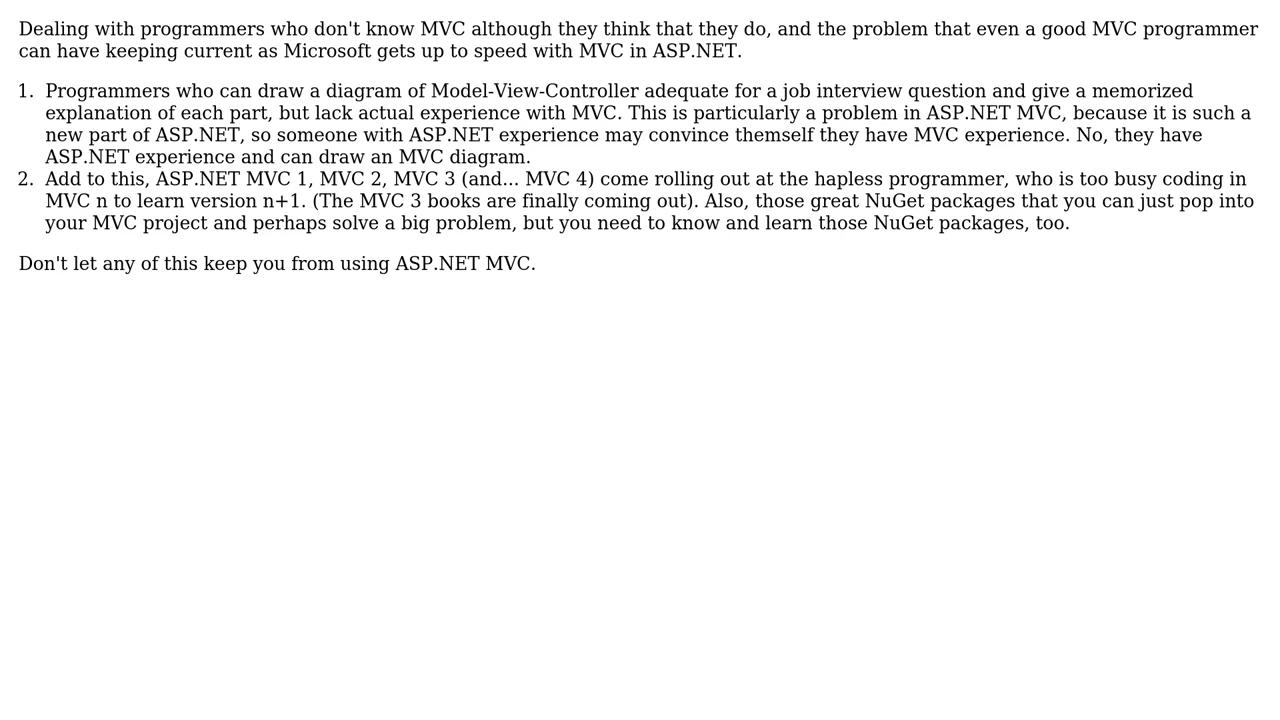 Dealing with programmers who don't know MVC although they think that they do, and the problem that even a good MVC programmer
can have keeping current as Microsoft gets up to speed with MVC in ASP.NET.
1. Programmers who can draw a diagram of Model-View-Controller adequate for a job interview question and give a memorized
explanation of each part, but lack actual experience with MVC. This is particularly a problem in ASP.NET MVC, because it is such a
new part of ASP.NET, so someone with ASP.NET experience may convince themself they have MVC experience. No, they have
ASP.NET experience and can draw an MVC diagram.
2. Add to this, ASP.NET MVC 1, MVC 2, MVC 3 (and... MVC 4) come rolling out at the hapless programmer, who is too busy coding in
MVC n to learn version n+1. (The MVC 3 books are finally coming out). Also, those great NuGet packages that you can just pop into
your MVC project and perhaps solve a big problem, but you need to know and learn those NuGet packages, too.
Don't let any of this keep you from using ASP.NET MVC.